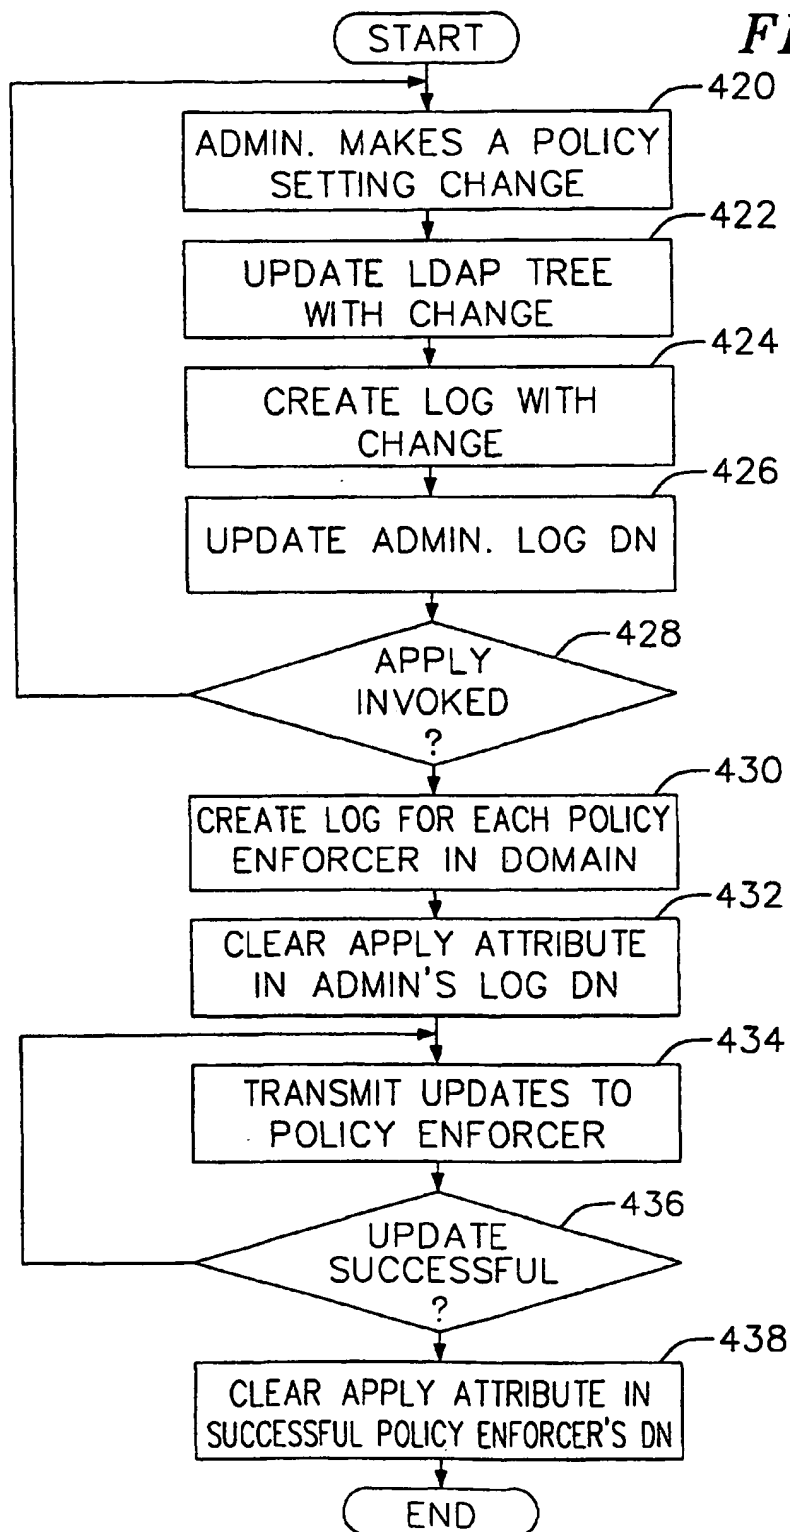 START
FI
420
ADMIN. MAKES A POLICY
SETTING CHANGE
422
UPDATE LDAP TREE
WITH CHANGE
424
CREATE LOG WITH
CHANGE
426
UPDATE ADMIN. LOG DN
428
APPLY
INVOKED
?
430
CREATE LOG FOR EACH POLICY
ENFORCER IN DOMAIN
432
CLEAR APPLY ATTRIBUTE
IN ADMIN'S LOG DN
434
TRANSMIT UPDATES TO
POLICY ENFORCER
436
UPDATE
SUCCESSFUL
?
438
CLEAR APPLY ATTRIBUTE IN
SUCCESSFUL POLICY ENFORCER'S DN
END